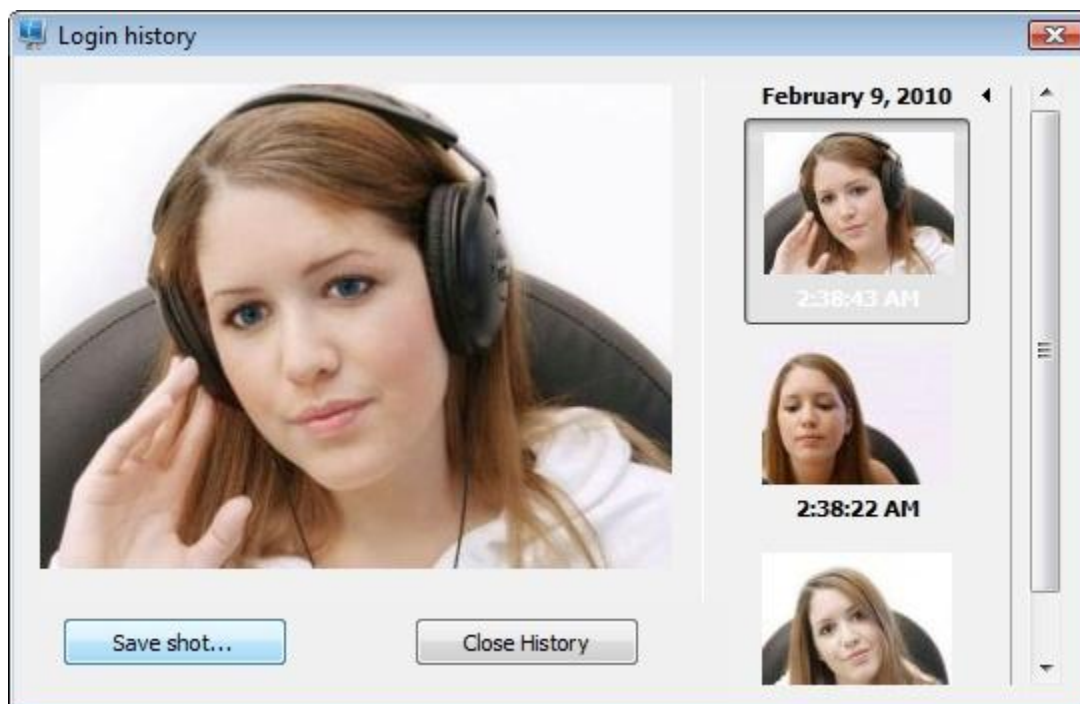 Login history
February 9, 2010
2:38:43 AM
2:38:22 AM
Save shot...
Close History